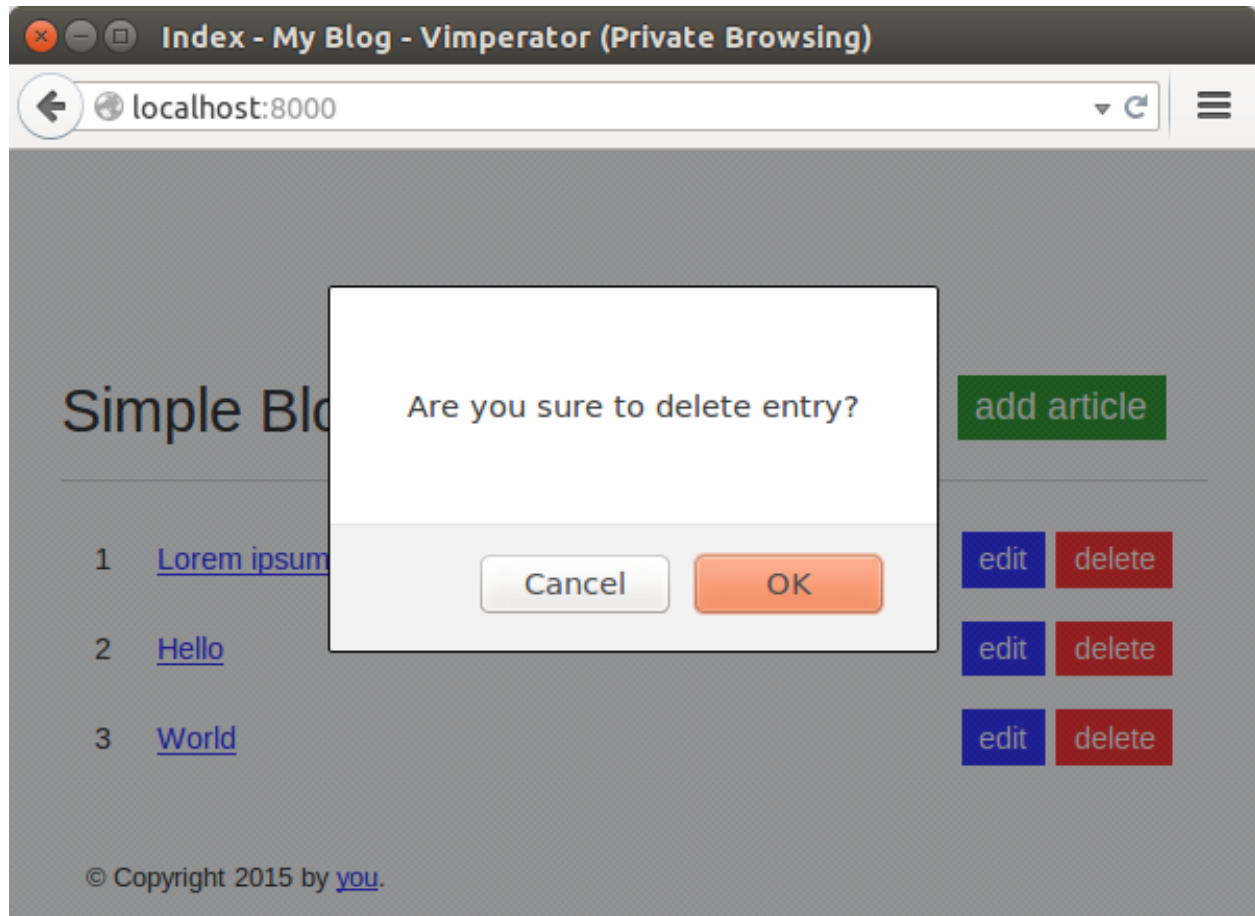 Index - My Blog - Vimperator (Private Browsing)
localhost:8000
Simple
add article
Are you sure to delete entry?
1 Lorem ipsum edit delete
Cancel OK
2 Hello edit delete
3 World edit delete
© Copyright 2015 by you.